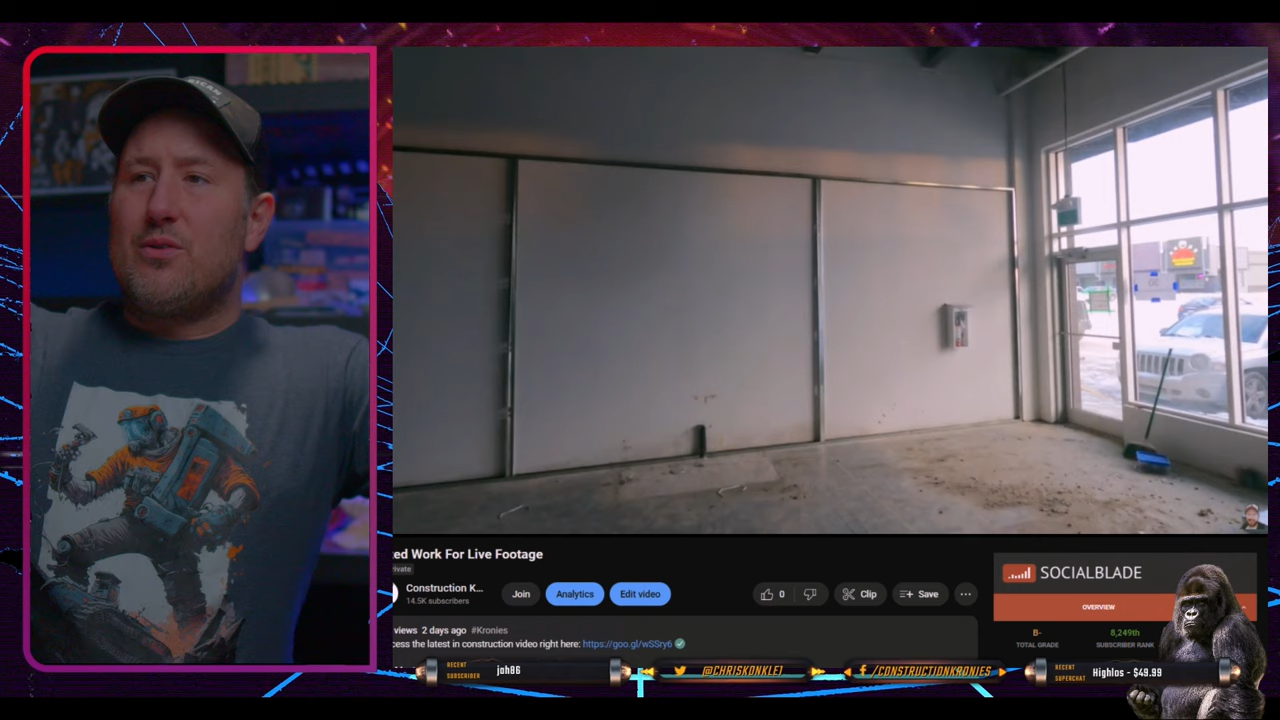 ed Work For Live Footage
ivate
Construction K...
14.5K subscribers
Join
Analytics
Edit video
0
Clip
Save
views 2 days ago #Kronies
cess the latest in construction video right here: https://goo.gl/wSSry6
SOCIALBLADE
OVERVIEW
B-
TOTAL GRADE
8,249th
SUBSCRIBER RANK
RECENT
SUBSCRIBER
jah86
@CHRISKONKLE1
/CONSTRUCTIONKRONIES
RECENT
SUPERCHAT
Highlos - $49.99